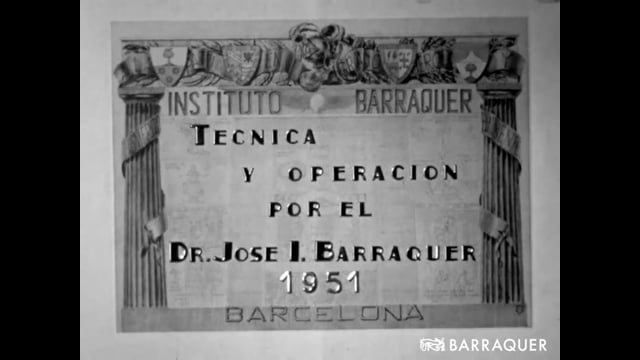 INSTITUTO BARRAQUER
TECNICA
Y OPERACION
POR EL
DR. JOSE I. BARRAQUER
1951
BARCELONA
BARRAQUER